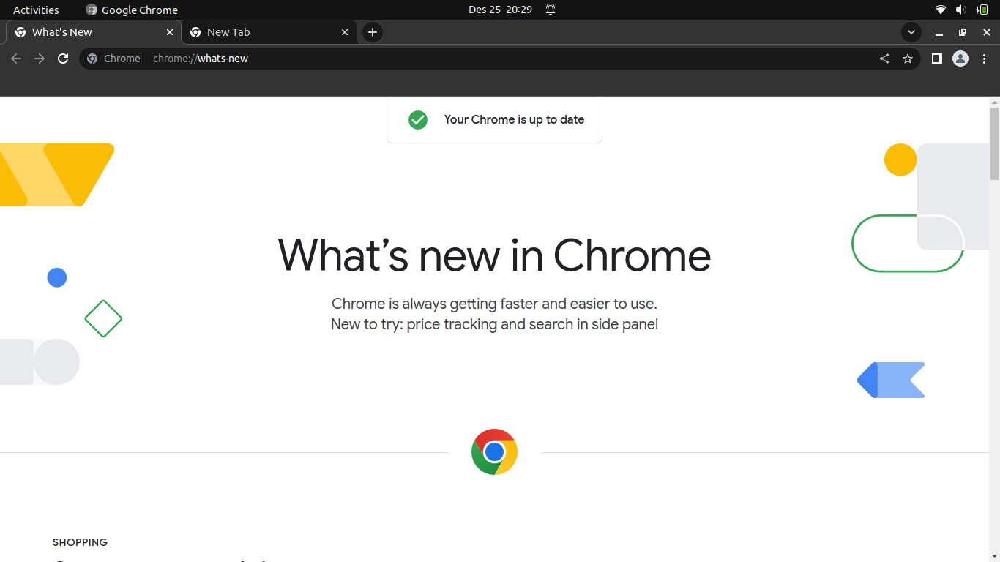 Activities
Google Chrome
Des 25 20:29
What's New
New Tab
Chrome
chrome://whats-new
Your Chrome is up to date
What’s new in Chrome
Chrome is always getting faster and easier to use.
New to try: price tracking and search in side panel
SHOPPING